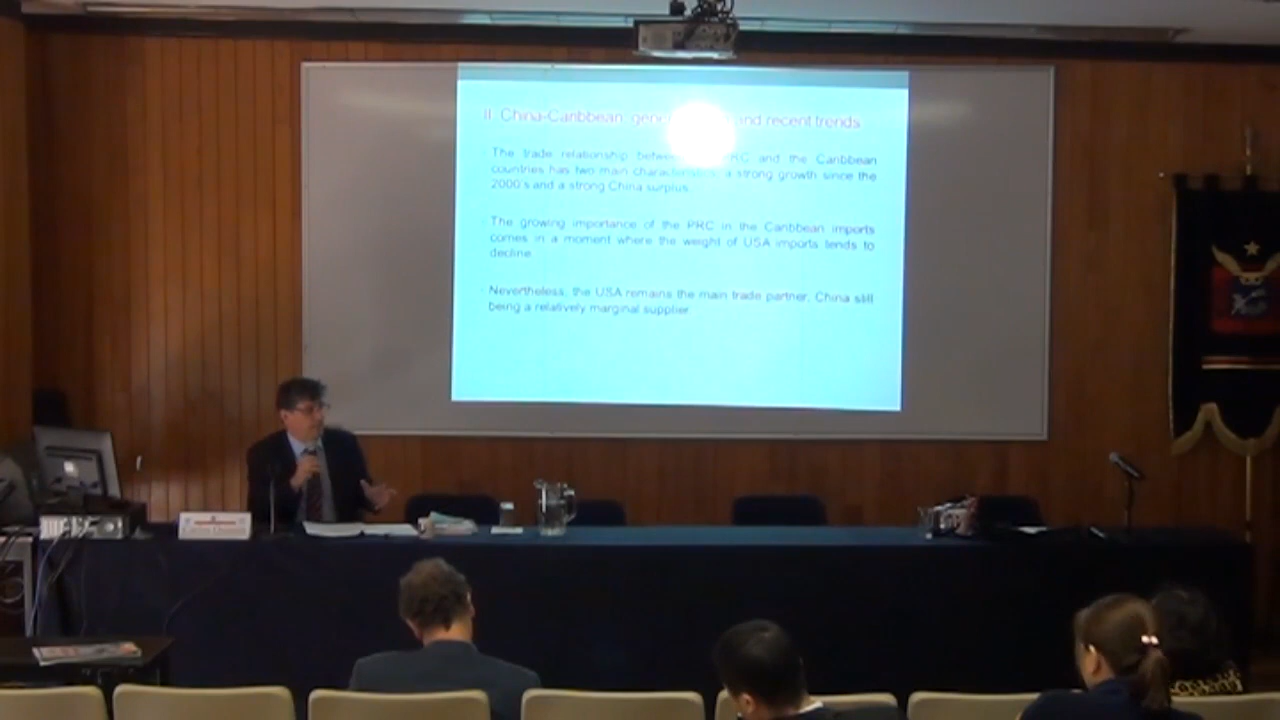 II. China-Caribbean: and recent trends
The trade relationship RC and the Caribbean
countries has two main a strong growth since the
2000's and a strong China surplus.
The growing importance of the PRC in the Caribbean imports
comes in a moment where the weight of USA imports tends to
decline
Nevertheless, the USA remains the main trade partner, China still
being a relatively marginal supplier